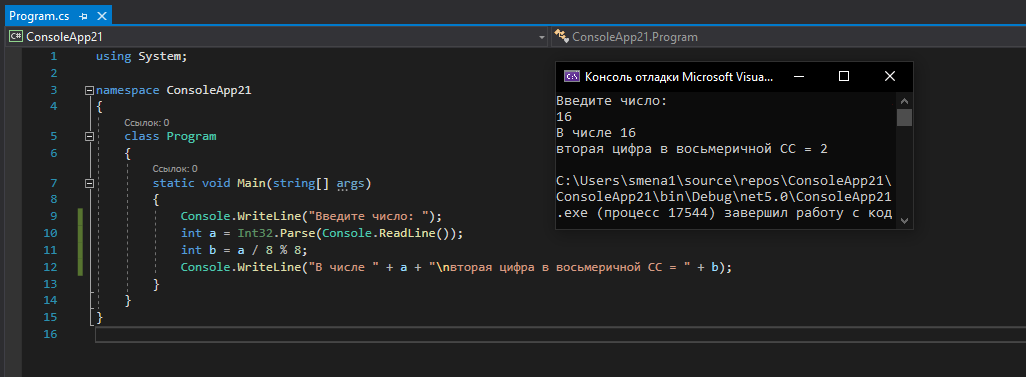 Program.cs
C# ConsoleApp21
ConsoleApp21.Program
1 using System;
2
3 namespace ConsoleApp21
4 {
Ссылок: 0
5 class Program
6 {
Ссылок: 0
7 static void Main(string[] args)
8 {
9 Console.WriteLine("Введите число: ");
10 int a = Int32.Parse(Console.ReadLine());
11 int b = a / 8 % 8;
12 Console.WriteLine("В числе " + a + "\nвторая цифра в восьмеричной СС = " + b);
13 }
14 }
15 }
16
C:\ Консоль отладки Microsoft Visua...
Введите число:
16
В числе 16
вторая цифра в восьмеричной СС = 2
C:\Users\smena1\source\repos\ConsoleApp21\
ConsoleApp21\bin\Debug\net5.0\ConsoleApp21
.exe (процесс 17544) завершил работу с код